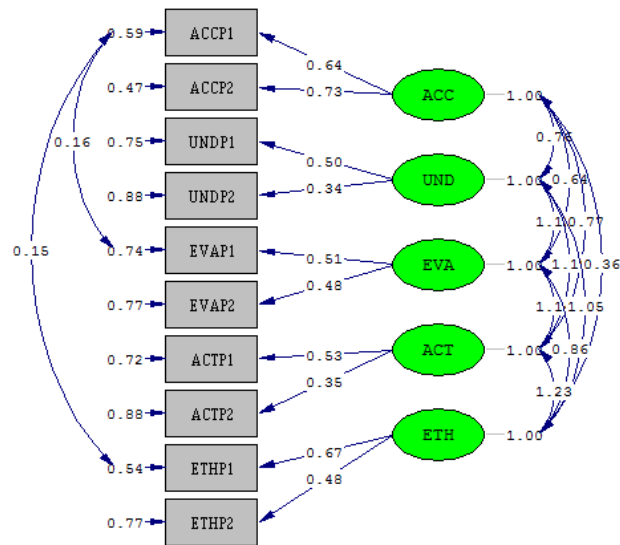 0.59 ACCP1
0.64
0.47 ACCP2 0.73 ACC 1.00
0.76
0.75 UNDP1
0.16 0.50
0.88 UNDP2 0.34 UND 1.00 0.64
1.1 0.77
0.15
0.74 EVAP1 0.51 EVA 1.00 1.1 0.36
0.48
0.77 EVAP2
1.1 1.05
0.72 ACTP1 0.53 ACT 1.00 0.86
0.35
0.88 ACTP2 1.23
0.54 ETHP1 0.67 ETH 1.00
0.48
0.77 ETHP2